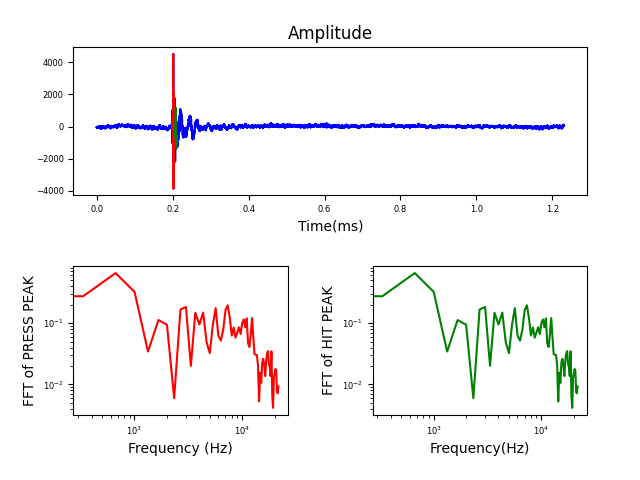 Amplitude
4000
2000
0
−2000
−4000
0.0 0.2 0.4 0.6 0.8 1.0 1.2
Time(ms)
FFT of PRESS PEAK
10⁻¹
10⁻²
10³ 10⁴
Frequency (Hz)
FFT of HIT PEAK
10⁻¹
10⁻²
10³ 10⁴
Frequency(Hz)